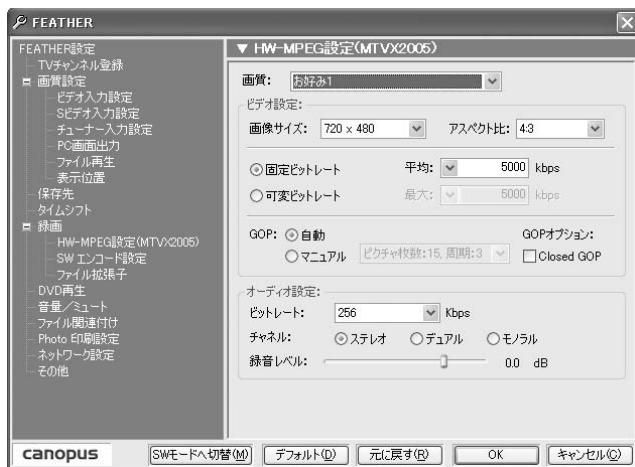 FEATHER
FEATHER設定
TVチャンネル登録
画質設定
ビデオ入力設定
Sビデオ入力設定
チューナー入力設定
PC画面出力
ファイル再生
表示位置
保存先
タイムシフト
録画
HW-MPEG設定(MTVX2005)
SW エンコード設定
ファイル拡張子
DVD再生
音量／ミュート
ファイル関連付け
Photo 印刷設定
ネットワーク設定
その他
▼ HW-MPEG設定(MTVX2005)
画質: お好み1
ビデオ設定:
画像サイズ: 720 x 480 アスペクト比: 4:3
固定ビットレート 平均: 5000 kbps
可変ビットレート 最大: 5000 kbps
GOP: 自動 GOPオプション:
マニュアル ピクチャ枚数:15, 周期:3 Closed GOP
オーディオ設定:
ビットレート: 256 Kbps
チャネル: ステレオ デュアル モノラル
録音レベル: 0.0 dB
canopus SWモードへ切替(M) デフォルト(D) 元に戻す(R) OK キャンセル(C)